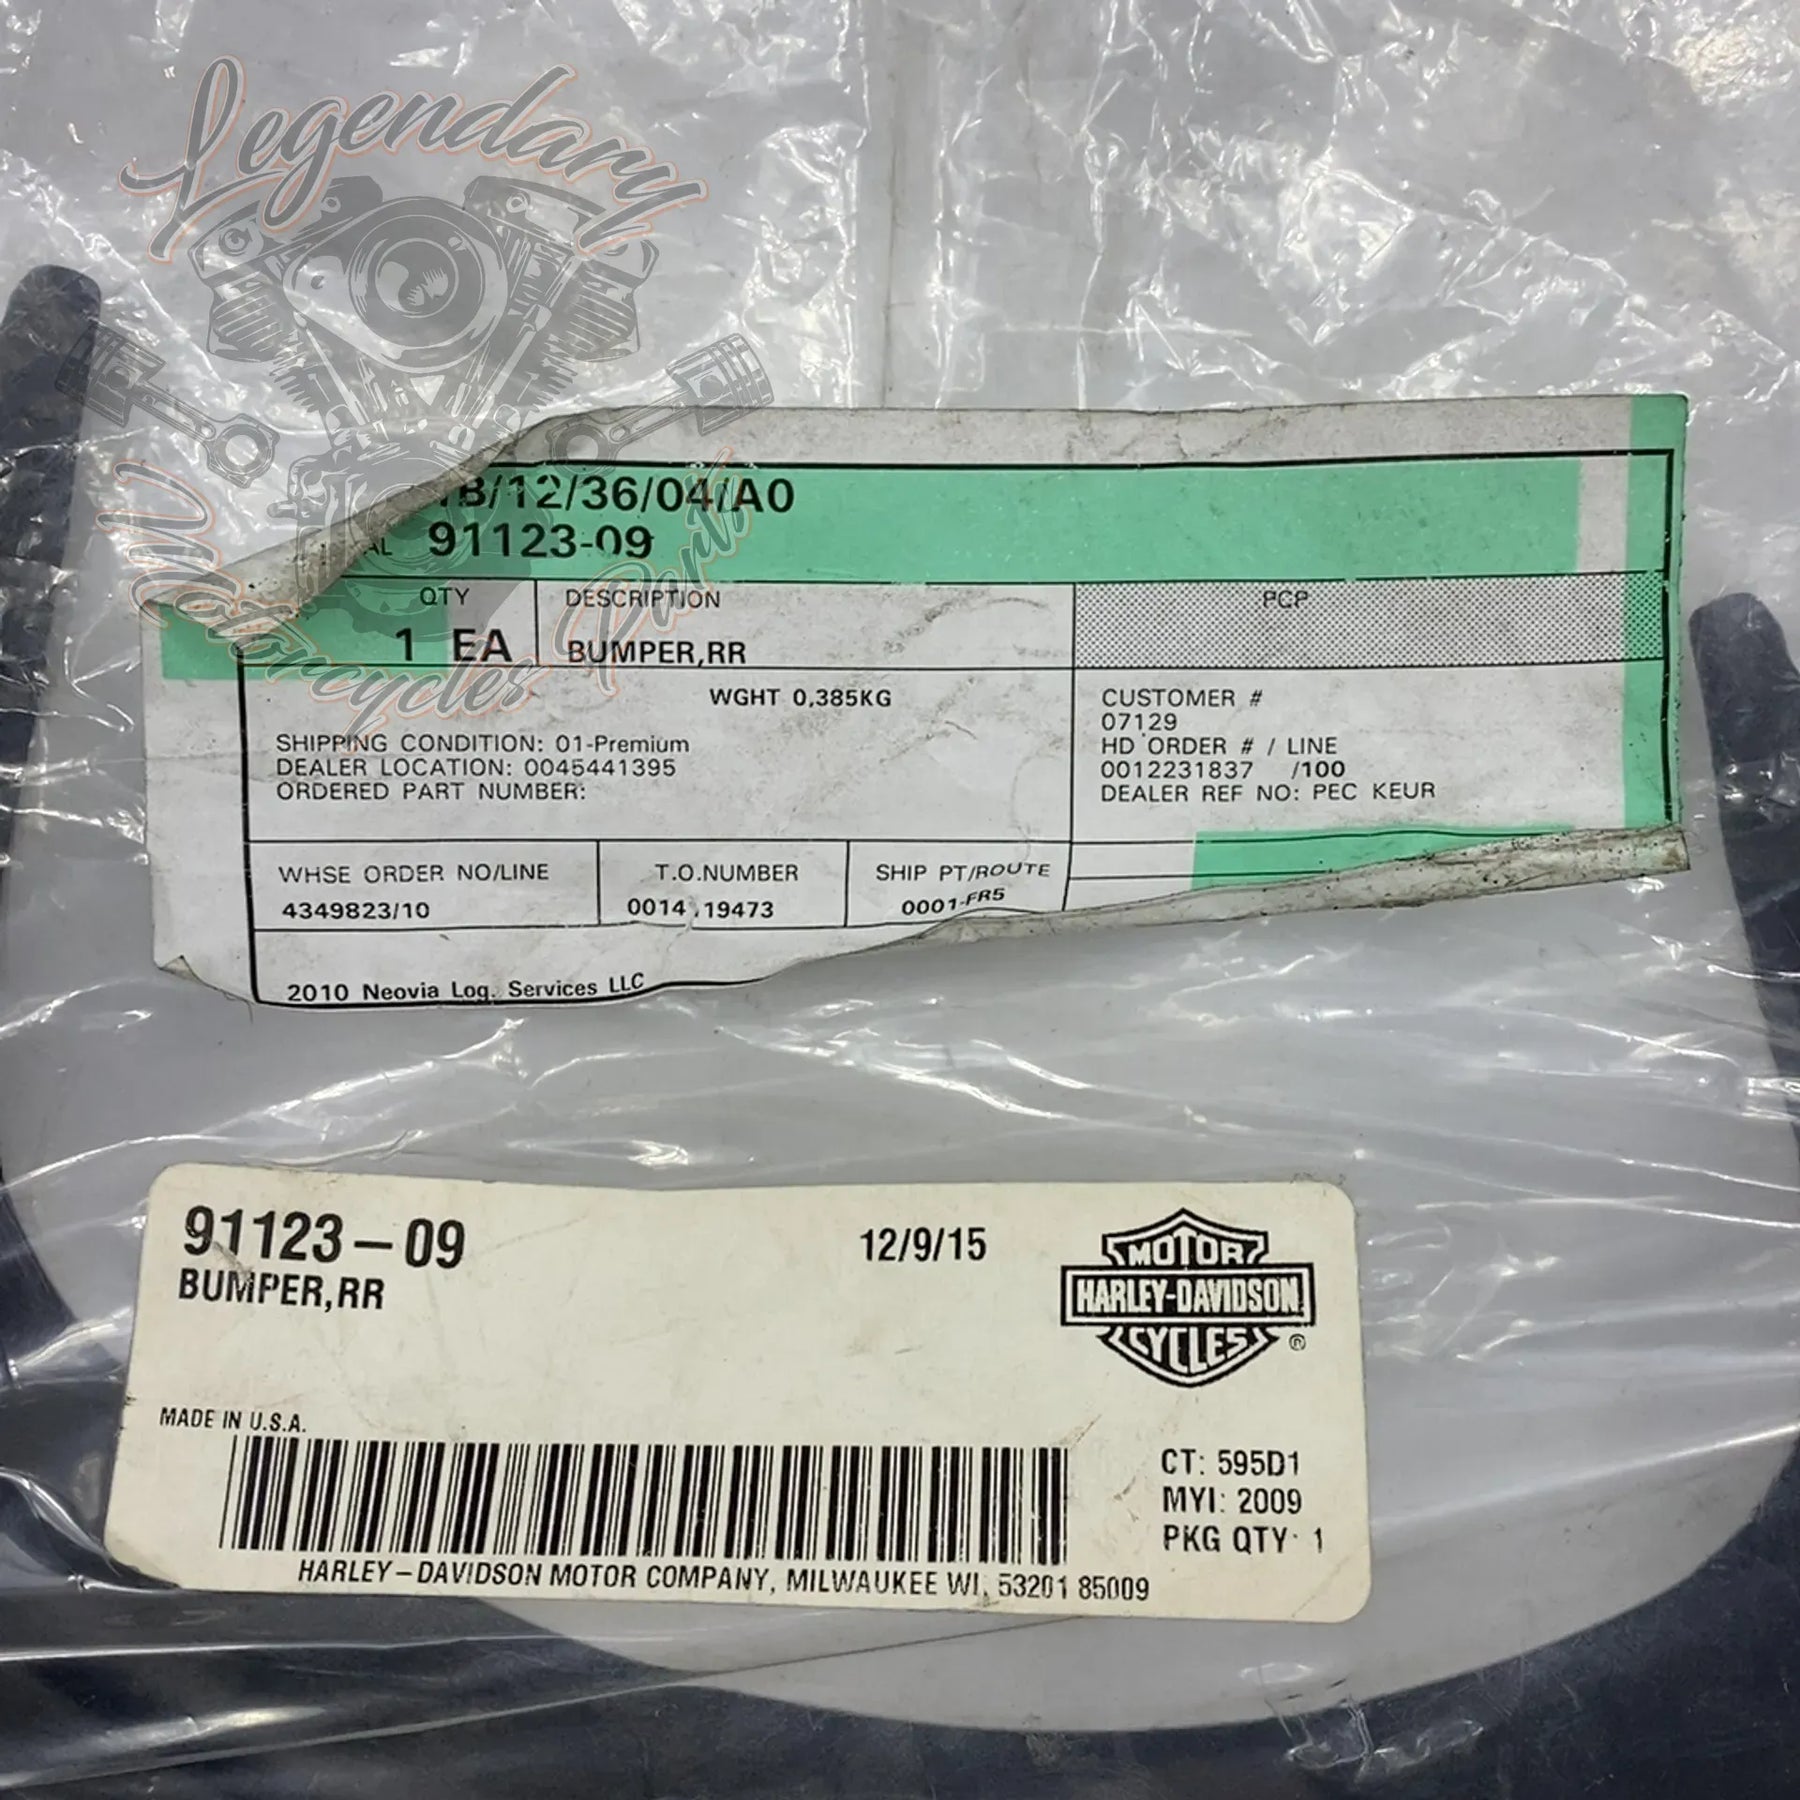 Legendary
Motorcycles Parts
B/12/36/04/A0
91123-09
QTY DESCRIPTION PCP
1 EA BUMPER,RR
WGHT 0,385KG
SHIPPING CONDITION: 01-Premium
DEALER LOCATION: 0045441395
ORDERED PART NUMBER:
CUSTOMER #
07129
HD ORDER # / LINE
0012231837 /100
DEALER REF NO: PEC KEUR
WHSE ORDER NO/LINE T.O.NUMBER SHIP PT/ROUTE
4349823/10 0001-FR5
2010 Neovia Log. Services LLC
91123-09 12/9/15
BUMPER,RR
MOTOR
HARLEY-DAVIDSON
CYCLES
®
MADE IN U.S.A.
CT: 595D1
MYI: 2009
PKG QTY: 1
HARLEY-DAVIDSON MOTOR COMPANY, MILWAUKEE WI, 53201 85009